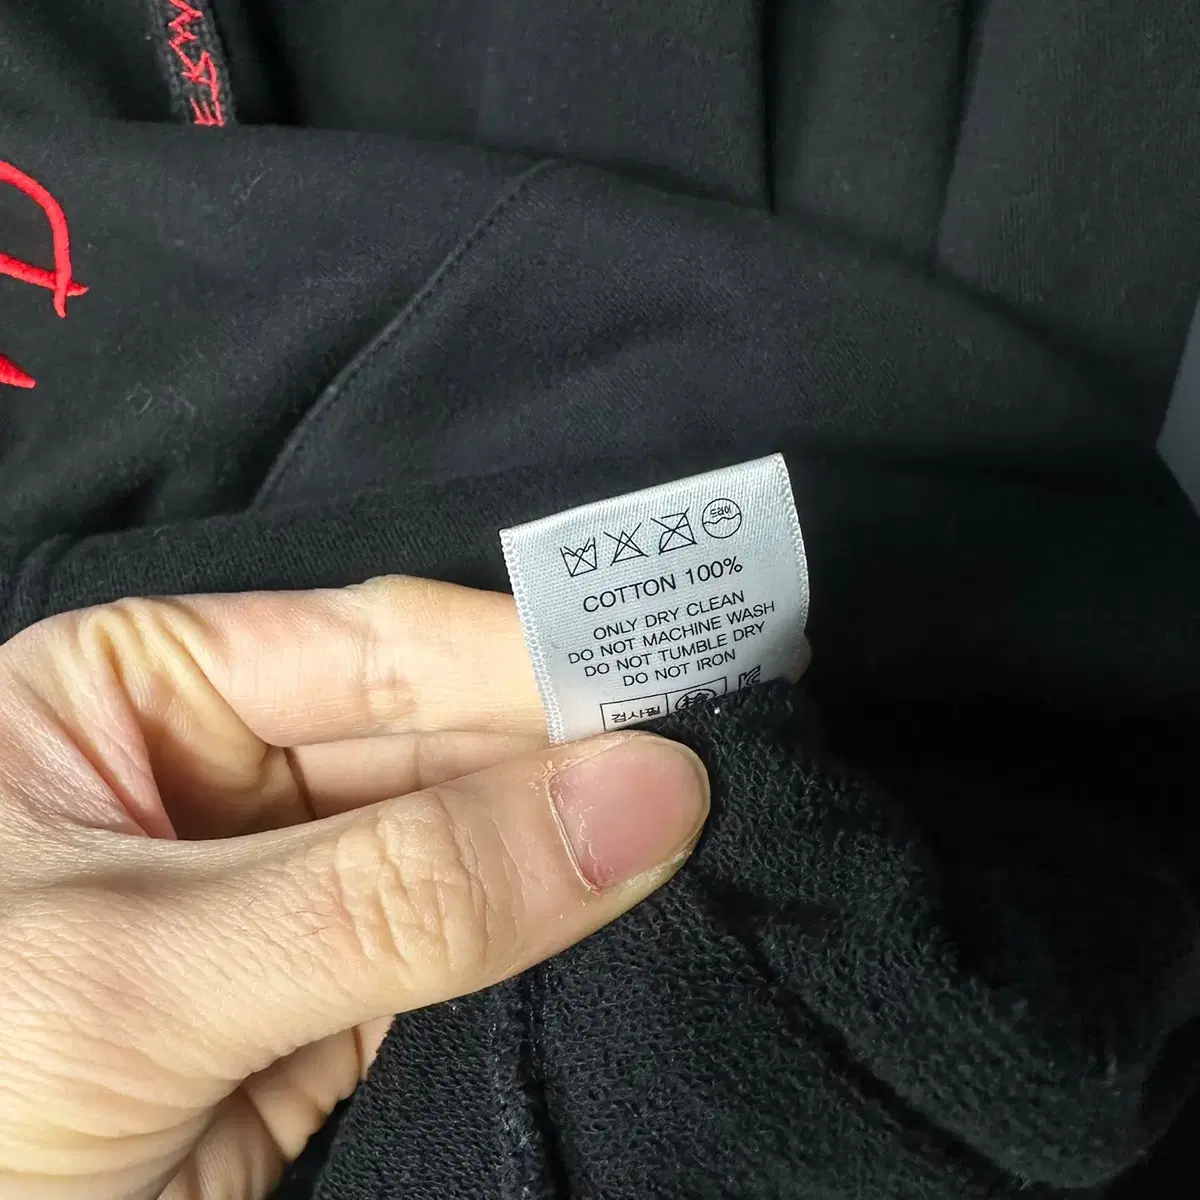 드라이
COTTON 100%
ONLY DRY CLEAN
DO NOT MACHINE WASH
DO NOT TUMBLE DRY
DO NOT IRON
검사필